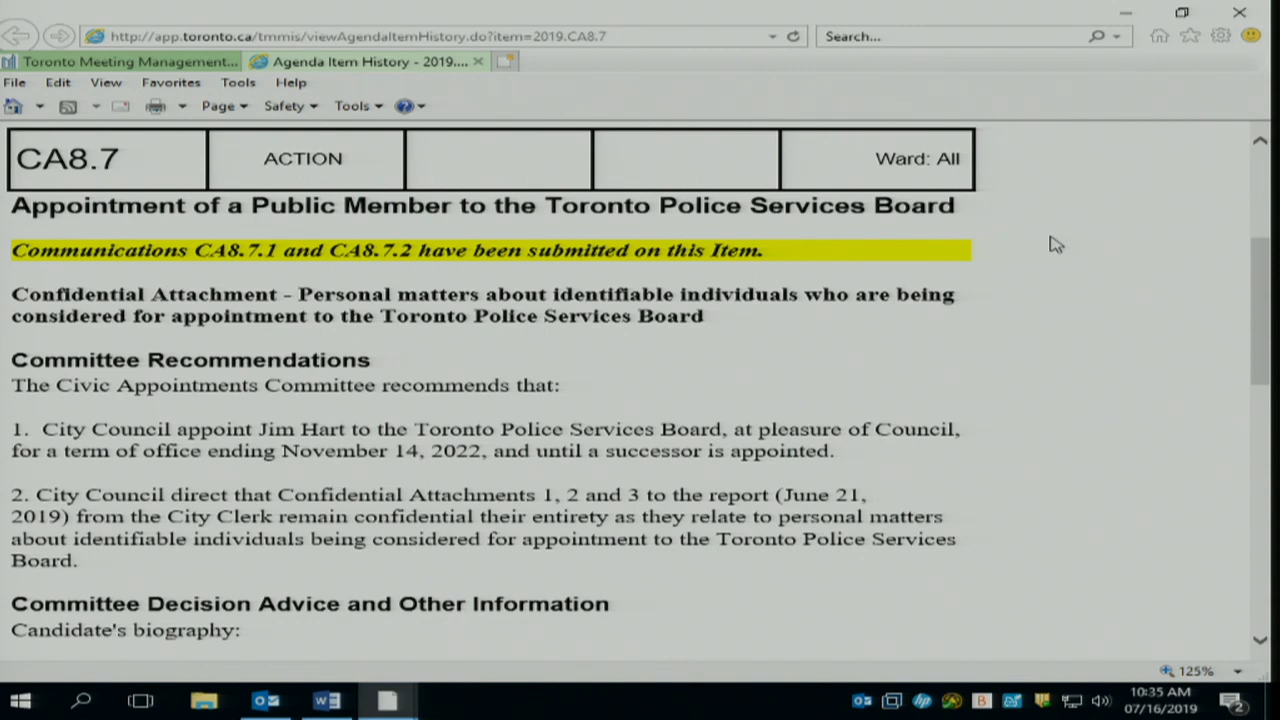 http://app.toronto.ca/tmmis/viewAgendaItemHistory.do?item=2019.CA8.7
Search...
Toronto Meeting Management...
Agenda Item History - 2019....
File Edit View Favorites Tools Help
Page Safety Tools
CA8.7 ACTION Ward: All
Appointment of a Public Member to the Toronto Police Services Board
Communications CA8.7.1 and CA8.7.2 have been submitted on this Item.
Confidential Attachment - Personal matters about identifiable individuals who are being
considered for appointment to the Toronto Police Services Board
Committee Recommendations
The Civic Appointments Committee recommends that:
1. City Council appoint Jim Hart to the Toronto Police Services Board, at pleasure of Council,
for a term of office ending November 14, 2022, and until a successor is appointed.
2. City Council direct that Confidential Attachments 1, 2 and 3 to the report (June 21,
2019) from the City Clerk remain confidential their entirety as they relate to personal matters
about identifiable individuals being considered for appointment to the Toronto Police Services
Board.
Committee Decision Advice and Other Information
Candidate's biography:
125%
10:35 AM
07/16/2019
2